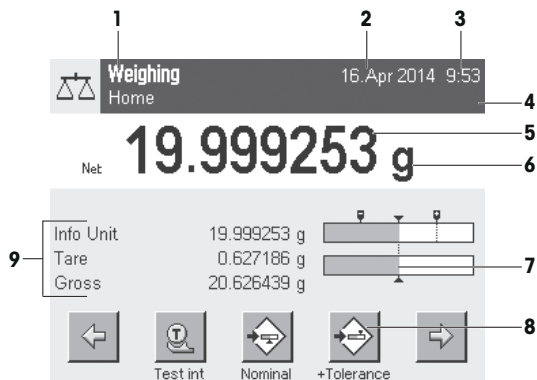 1 2 3
Weighing 16.Apr 2014 9:53
Home
4
5
Net 19.999253 g
6
Info Unit 19.999253 g
9 Tare 0.627186 g 7
Gross 20.626439 g
8
T
Test int Nominal +Tolerance